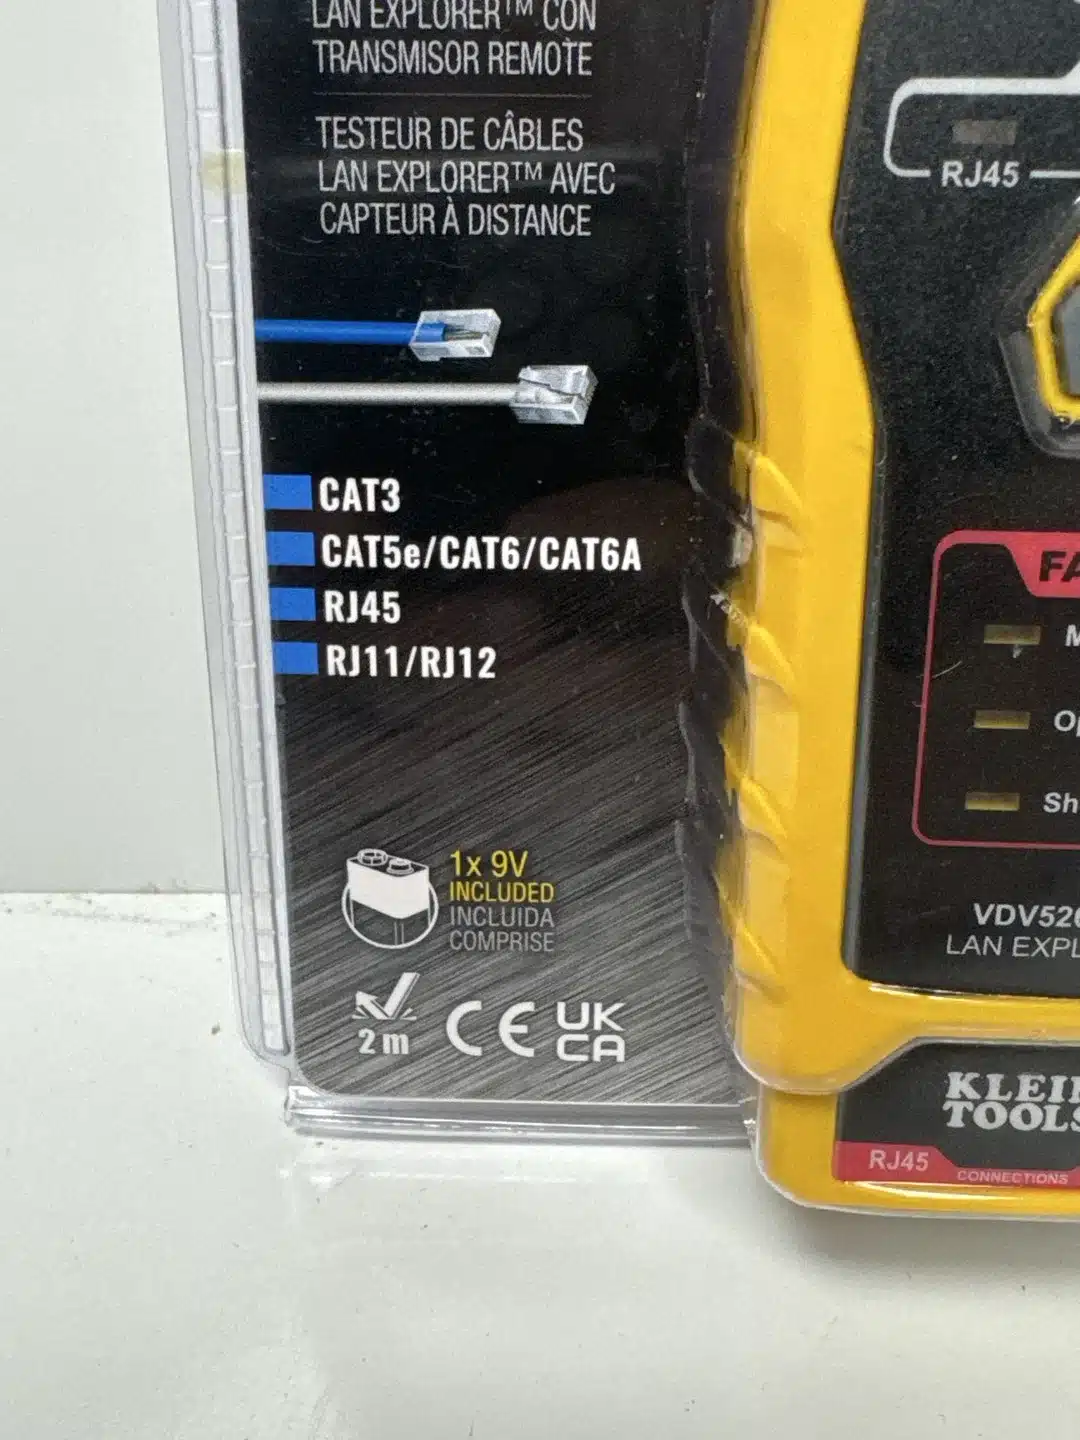 LAN EXPLORER™ CON
TRANSMISOR REMOTE
TESTEUR DE CÂBLES
LAN EXPLORER™ AVEC
CAPTEUR À DISTANCE
CAT3
CAT5e/CAT6/CAT6A
RJ45
RJ11/RJ12
1x 9V
INCLUDED
INCLUIDA
COMPRISE
2 m
CE
UK
CA
RJ45
VDV526
LAN EXPL
KLEIN
TOOLS
RJ45
CONNECTIONS